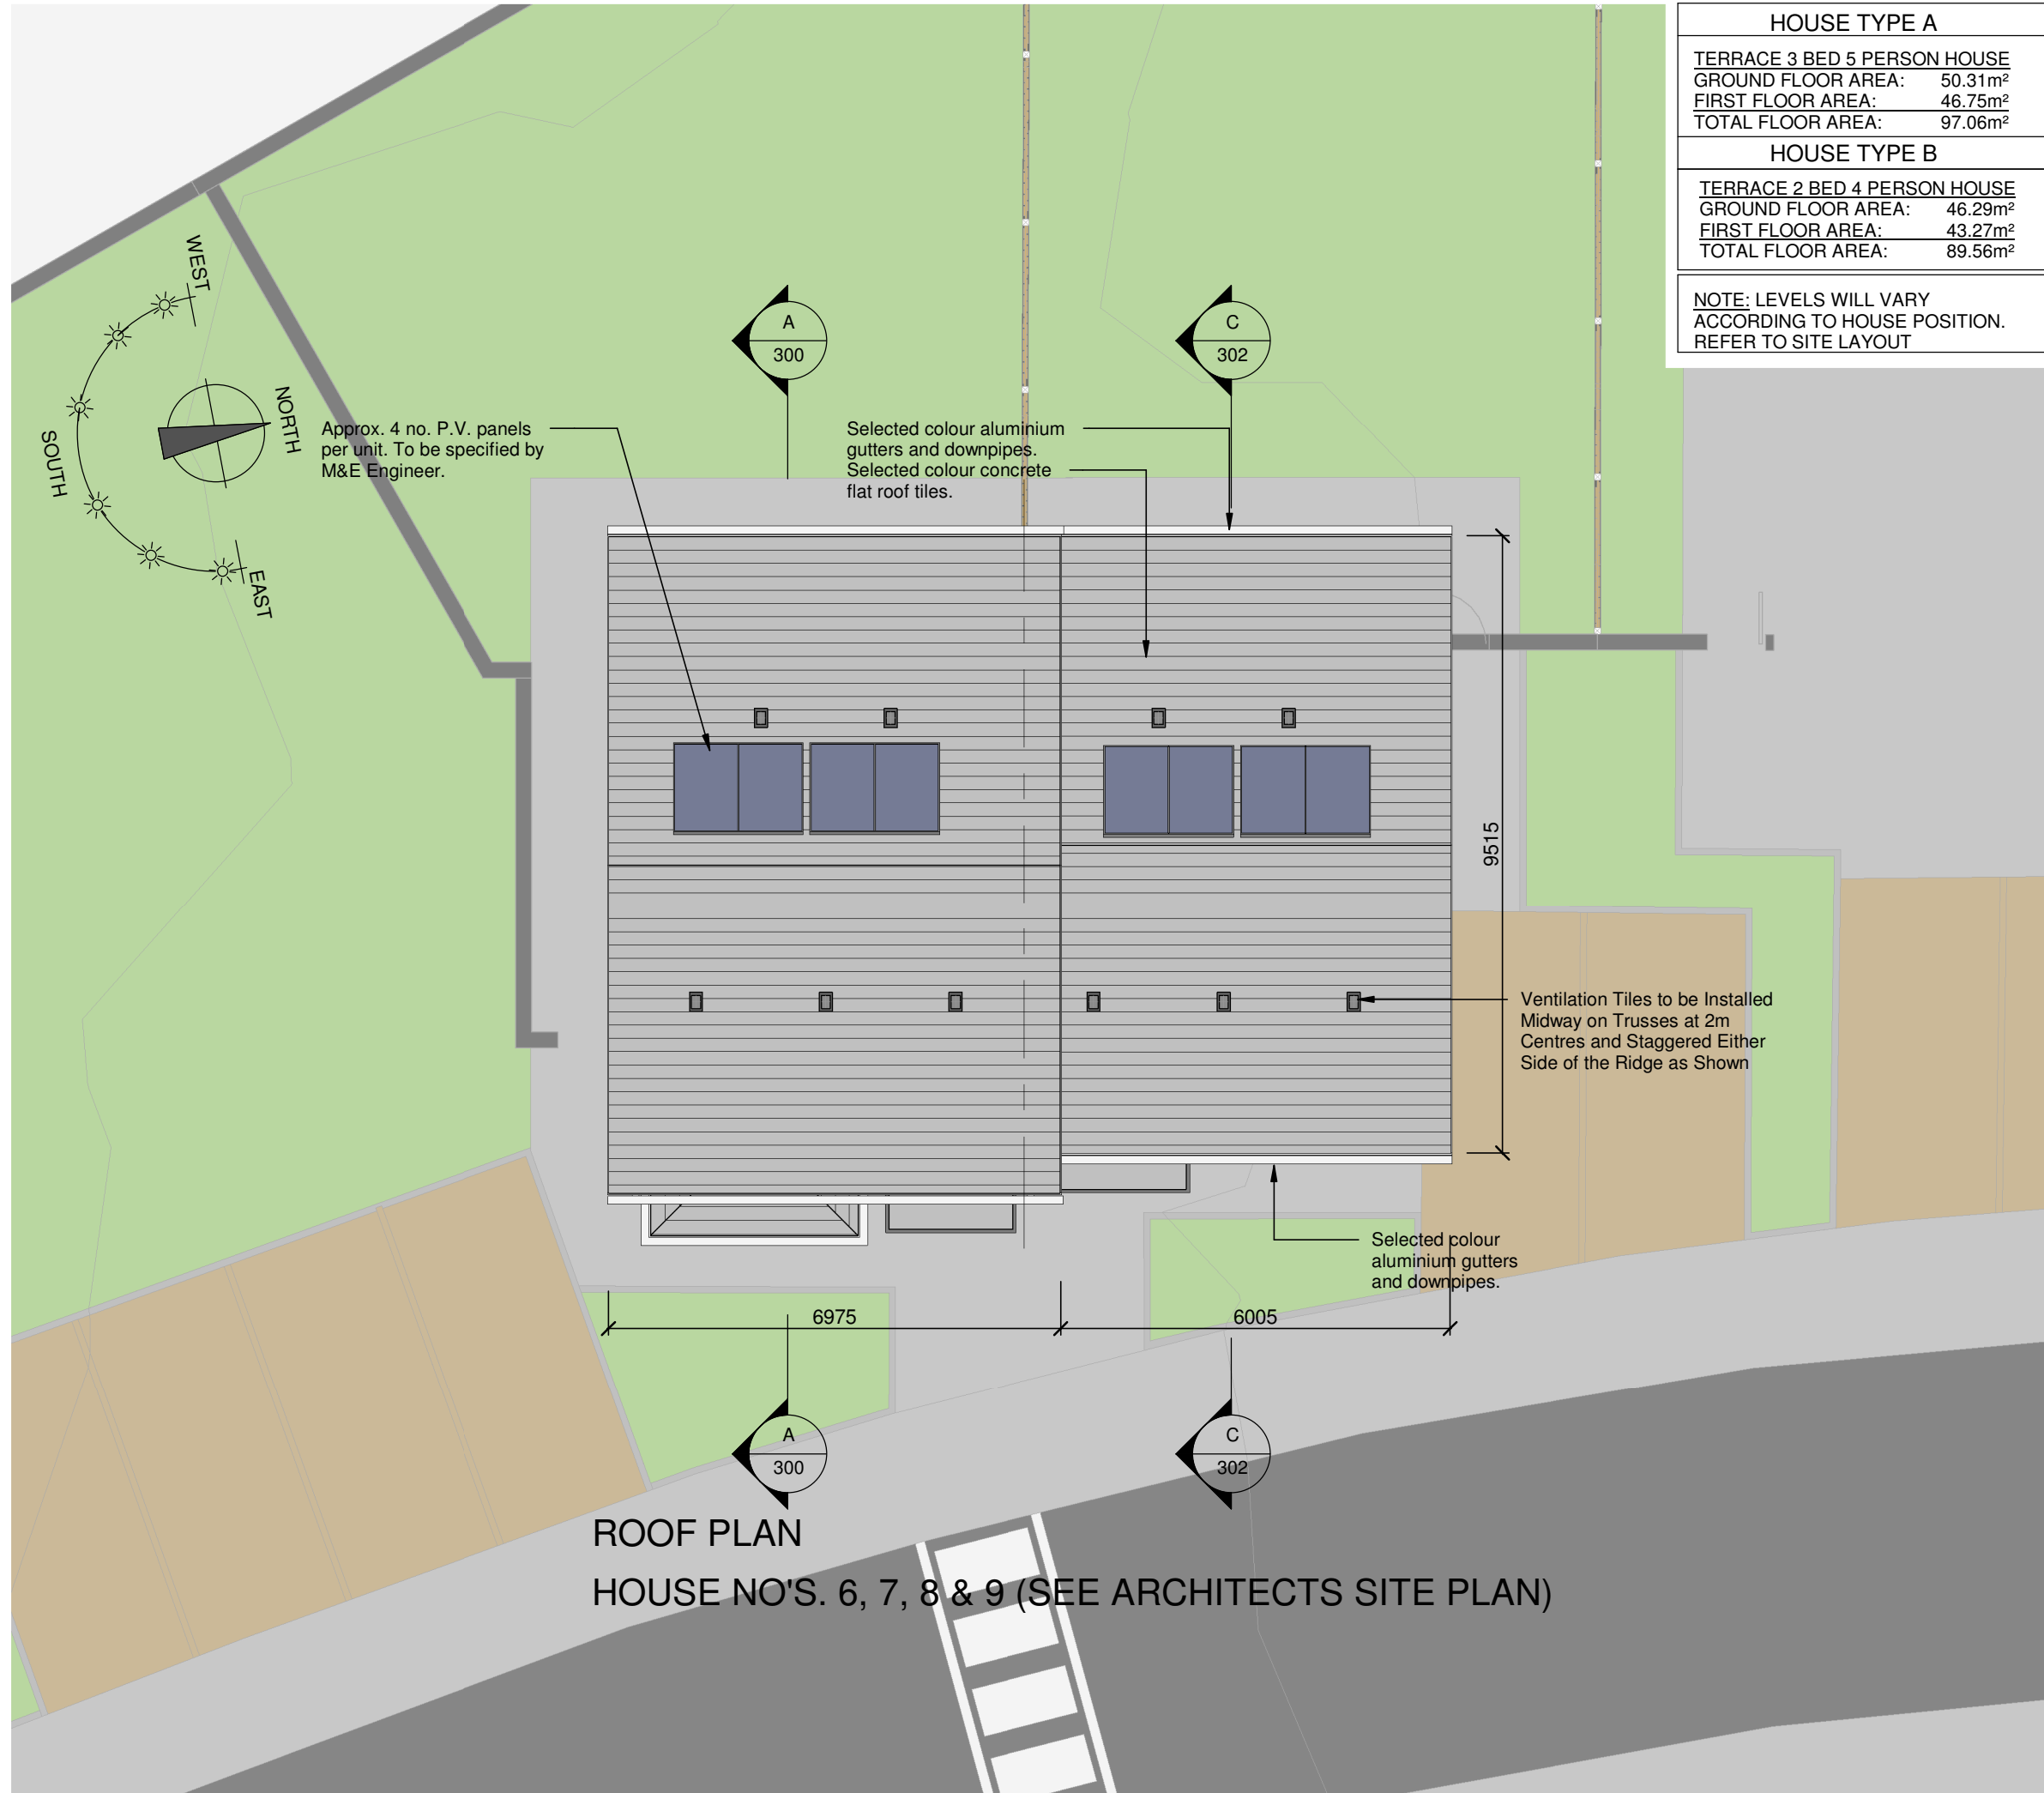 HOUSE TYPE A
TERRACE 3 BED 5 PERSON HOUSE
GROUND FLOOR AREA: 50.31m²
FIRST FLOOR AREA: 46.75m²
TOTAL FLOOR AREA: 97.06m²
HOUSE TYPE B
TERRACE 2 BED 4 PERSON HOUSE
GROUND FLOOR AREA: 46.29m²
FIRST FLOOR AREA: 43.27m²
TOTAL FLOOR AREA: 89.56m²
NOTE: LEVELS WILL VARY
ACCORDING TO HOUSE POSITION.
REFER TO SITE LAYOUT
WEST
NORTH
SOUTH
EAST
A
300
C
302
Approx. 4 no. P.V. panels
per unit. To be specified by
M&E Engineer.
Selected colour aluminium
gutters and downpipes.
Selected colour concrete
flat roof tiles.
9515
Ventilation Tiles to be Installed
Midway on Trusses at 2m
Centres and Staggered Either
Side of the Ridge as Shown
Selected colour
aluminium gutters
and downpipes.
6975
6005
A
300
C
302
ROOF PLAN
HOUSE NO'S. 6, 7, 8 & 9 (SEE ARCHITECTS SITE PLAN)